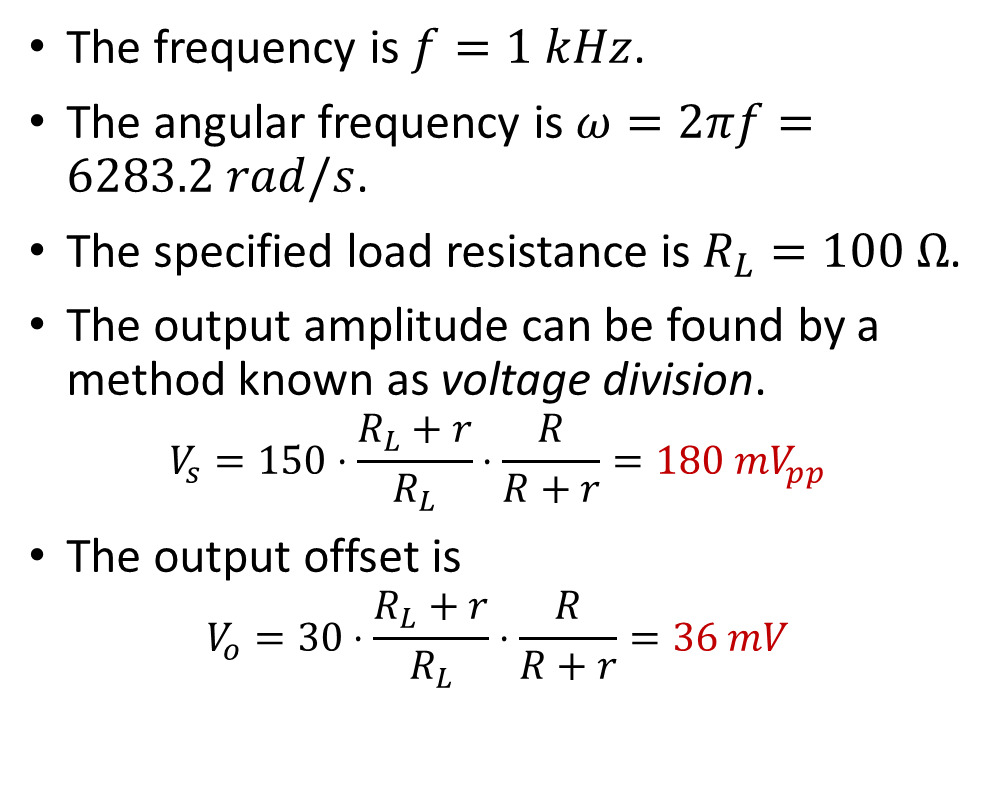 • The frequency is f = 1 kHz.
• The angular frequency is ω = 2πf =
6283.2 rad/s.
• The specified load resistance is R_L = 100 Ω.
• The output amplitude can be found by a
method known as voltage division.
V_s = 150 · (R_L + r)/R_L · R/(R + r) = 180 mV_pp
• The output offset is
V_o = 30 · (R_L + r)/R_L · R/(R + r) = 36 mV